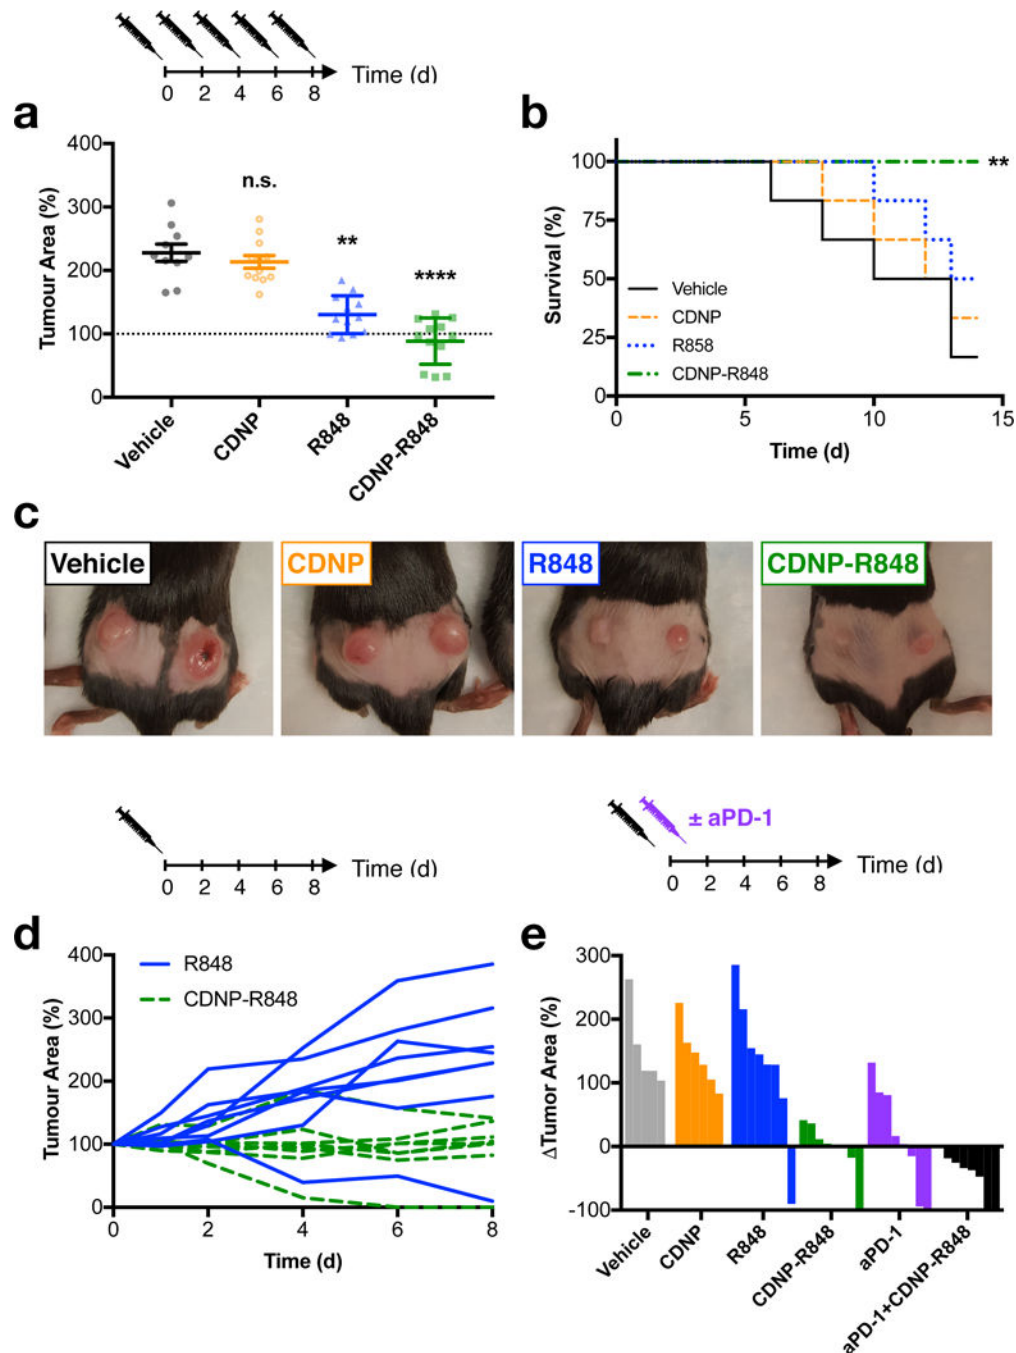 0 2 4 6 8 Time (d)
a
400
300
200
100
0
Tumour Area (%)
n.s.
**
****
Vehicle
CDNP
R848
CDNP-R848
b
100
75
50
25
0
Survival (%)
**
Vehicle
CDNP
R858
CDNP-R848
0 5 10 15
Time (d)
c
Vehicle
CDNP
R848
CDNP-R848
0 2 4 6 8 Time (d)
± aPD-1
0 2 4 6 8 Time (d)
d
400
300
200
100
0
Tumour Area (%)
R848
CDNP-R848
0 2 4 6 8
Time (d)
e
300
200
100
0
-100
ΔTumor Area (%)
Vehicle
CDNP
R848
CDNP-R848
aPD-1
aPD-1+CDNP-R848